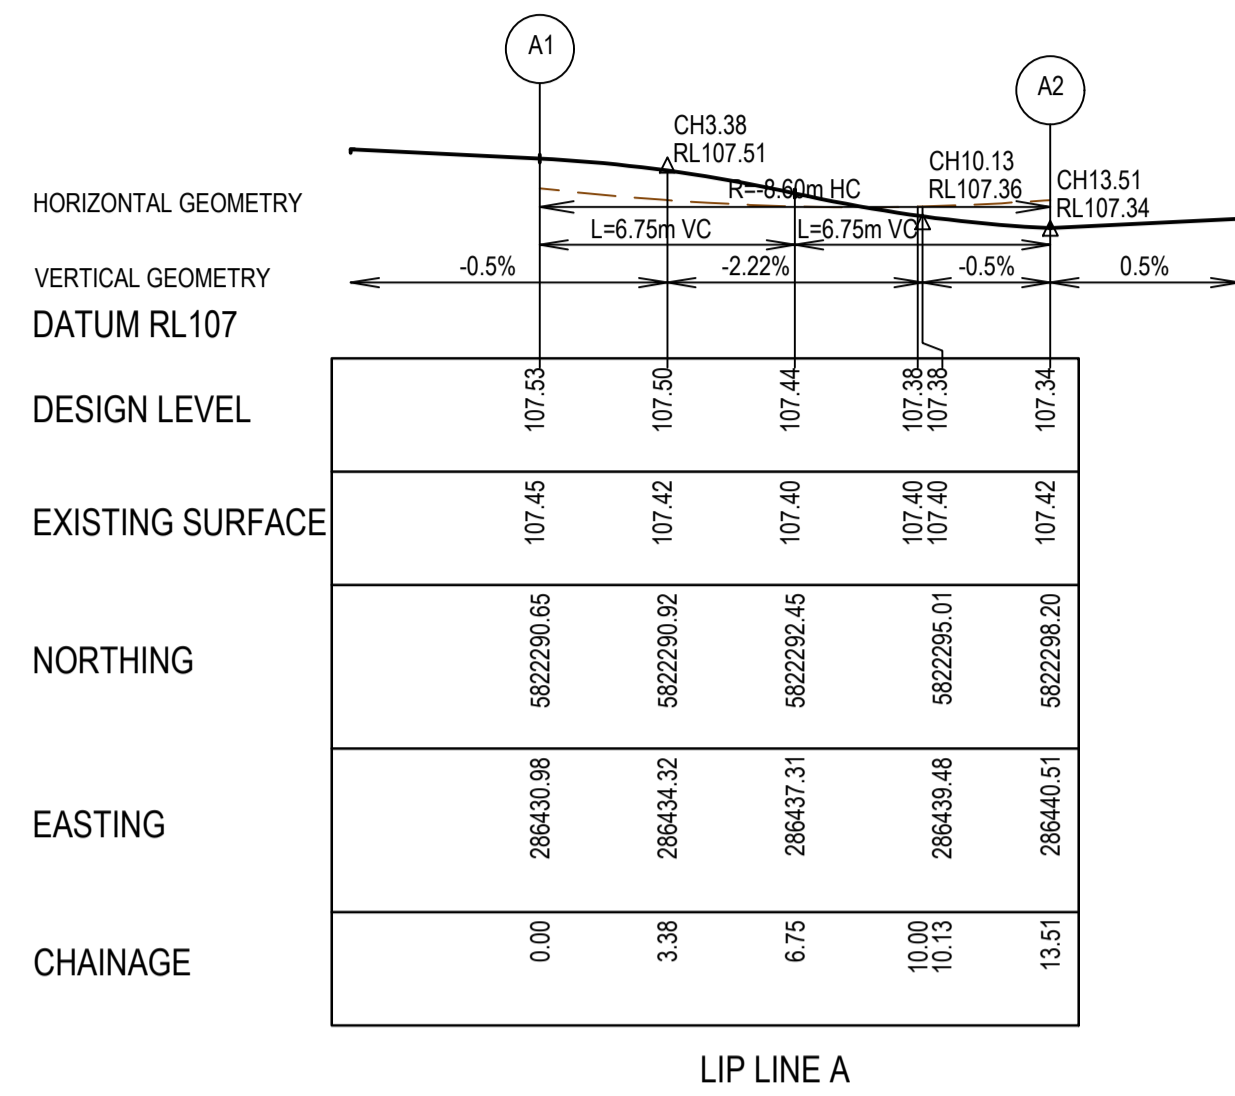 A1
A2
CH3.38
RL107.51
CH10.13
RL107.36
CH13.51
RL107.34
HORIZONTAL GEOMETRY
R=-8.60m HC
L=6.75m VC
L=6.75m VC
VERTICAL GEOMETRY
-0.5%
-2.22%
-0.5%
0.5%
DATUM RL107
DESIGN LEVEL
107.53
107.50
107.44
107.38
107.38
107.34
EXISTING SURFACE
107.45
107.42
107.40
107.40
107.40
107.42
NORTHING
5822290.65
5822290.92
5822292.45
5822295.01
5822298.20
EASTING
286430.98
286434.32
286437.31
286439.48
286440.51
CHAINAGE
0.00
3.38
6.75
10.00
10.13
13.51
LIP LINE A